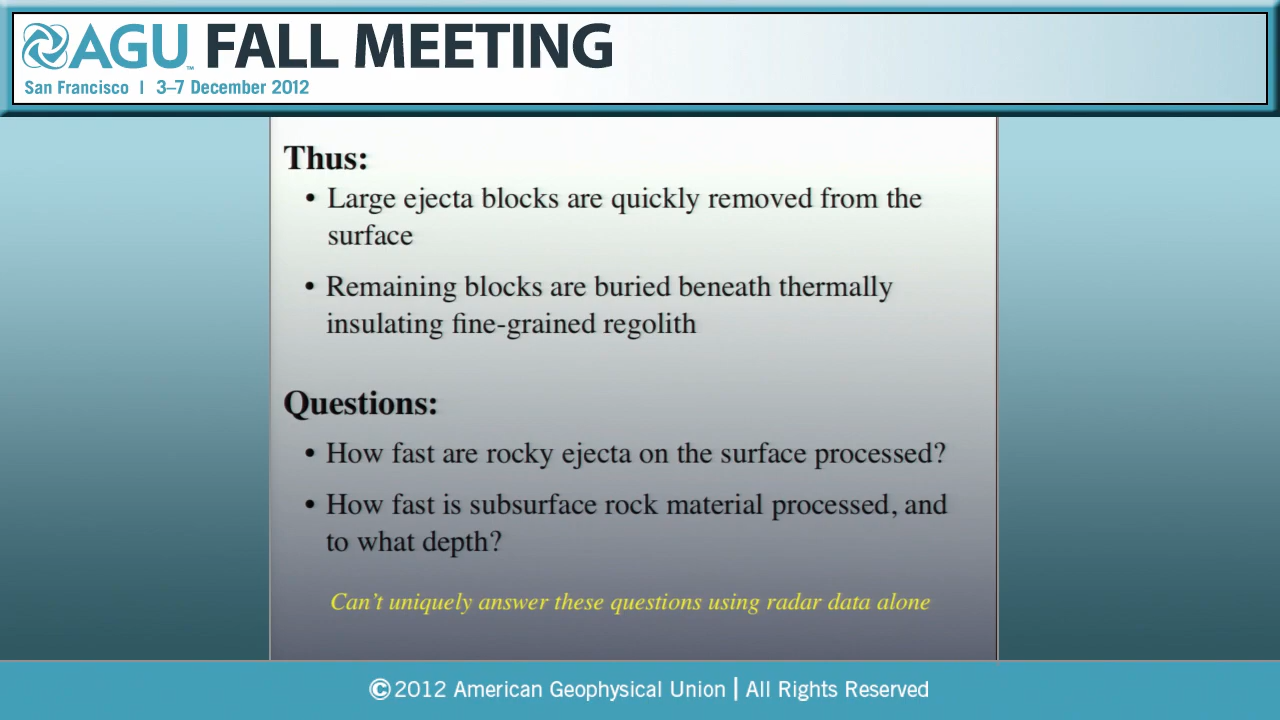 AGU™ FALL MEETING
San Francisco | 3–7 December 2012
Thus:
• Large ejecta blocks are quickly removed from the
surface
• Remaining blocks are buried beneath thermally
insulating fine-grained regolith
Questions:
• How fast are rocky ejecta on the surface processed?
• How fast is subsurface rock material processed, and
to what depth?
Can't uniquely answer these questions using radar data alone
©2012 American Geophysical Union | All Rights Reserved